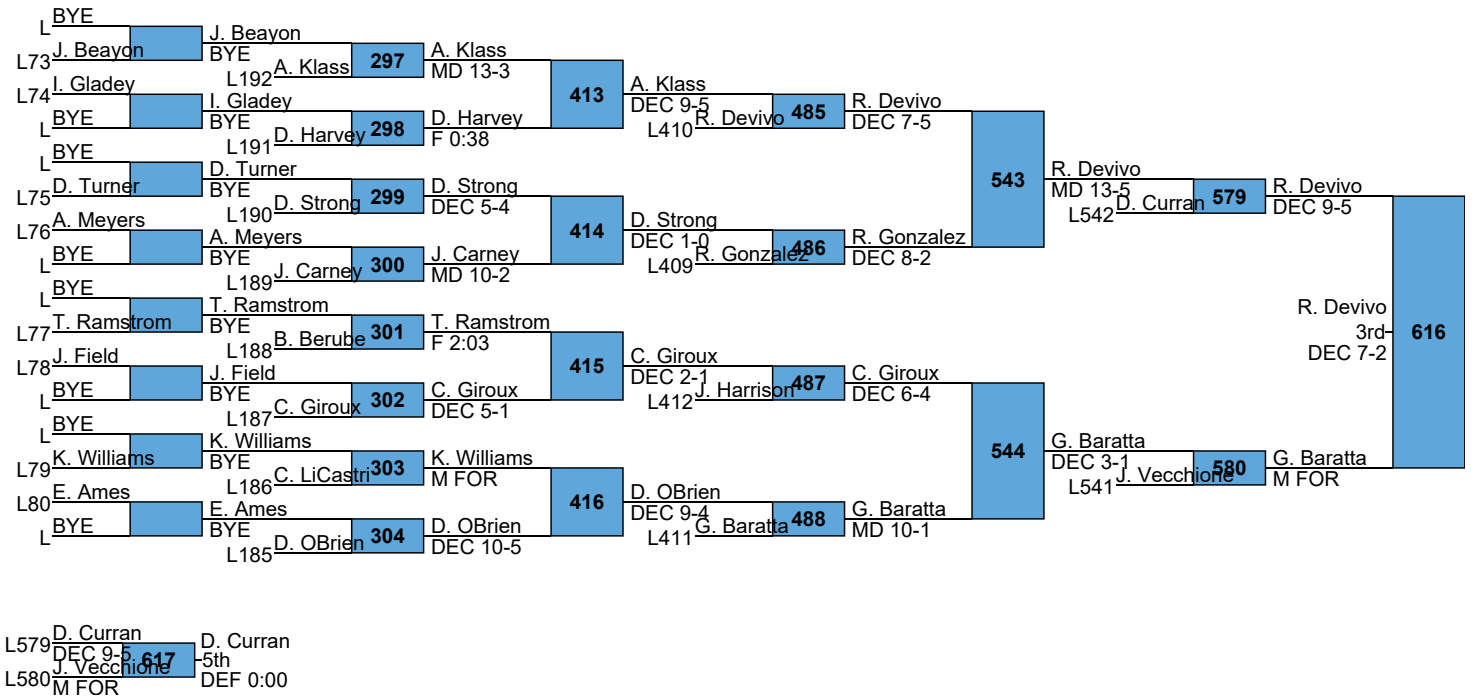 L BYE
L73 J. Beayon
J. Beayon
BYE
L74 I. Gladey
L BYE
I. Gladey
BYE
L BYE
L75 D. Turner
D. Turner
BYE
L76 A. Meyers
L BYE
A. Meyers
BYE
L BYE
L77 T. Ramstrom
T. Ramstrom
BYE
L78 J. Field
L BYE
J. Field
BYE
L BYE
L79 K. Williams
K. Williams
BYE
L80 E. Ames
L BYE
E. Ames
BYE
L192 A. Klass
297
A. Klass
MD 13-3
L191 D. Harvey
298
D. Harvey
F 0:38
L190 D. Strong
299
D. Strong
DEC 5-4
L189 J. Carney
300
J. Carney
MD 10-2
L188 B. Berube
301
T. Ramstrom
F 2:03
L187 C. Giroux
302
C. Giroux
DEC 5-1
L186 C. LiCastri
303
K. Williams
M FOR
L185 D. OBrien
304
D. OBrien
DEC 10-5
413
A. Klass
DEC 9-5
L410 R. Devivo
485
R. Devivo
DEC 7-5
414
D. Strong
DEC 1-0
L409 R. Gonzalez
486
R. Gonzalez
DEC 8-2
415
C. Giroux
DEC 2-1
L412 J. Harrison
487
C. Giroux
DEC 6-4
416
D. OBrien
DEC 9-4
L411 G. Baratta
488
G. Baratta
MD 10-1
543
R. Devivo
MD 13-5
L542 D. Curran
579
R. Devivo
DEC 9-5
544
G. Baratta
DEC 3-1
L541 J. Vecchione
580
G. Baratta
M FOR
R. Devivo
3rd
DEC 7-2
616
L579 D. Curran
DEC 9-5
L580 J. Vecchione
M FOR
617
D. Curran
5th
DEF 0:00